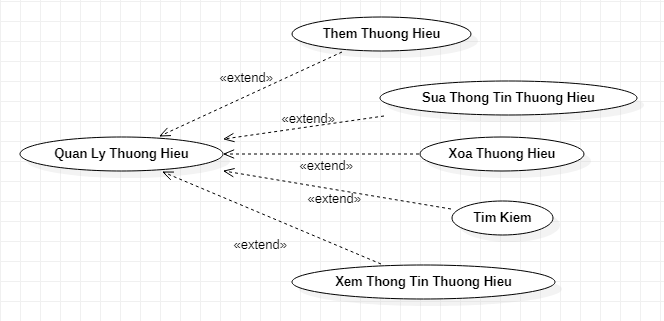 Them Thuong Hieu
«extend»
Sua Thong Tin Thuong Hieu
«extend»
Quan Ly Thuong Hieu
Xoa Thuong Hieu
«extend»
«extend»
Tim Kiem
«extend»
Xem Thong Tin Thuong Hieu